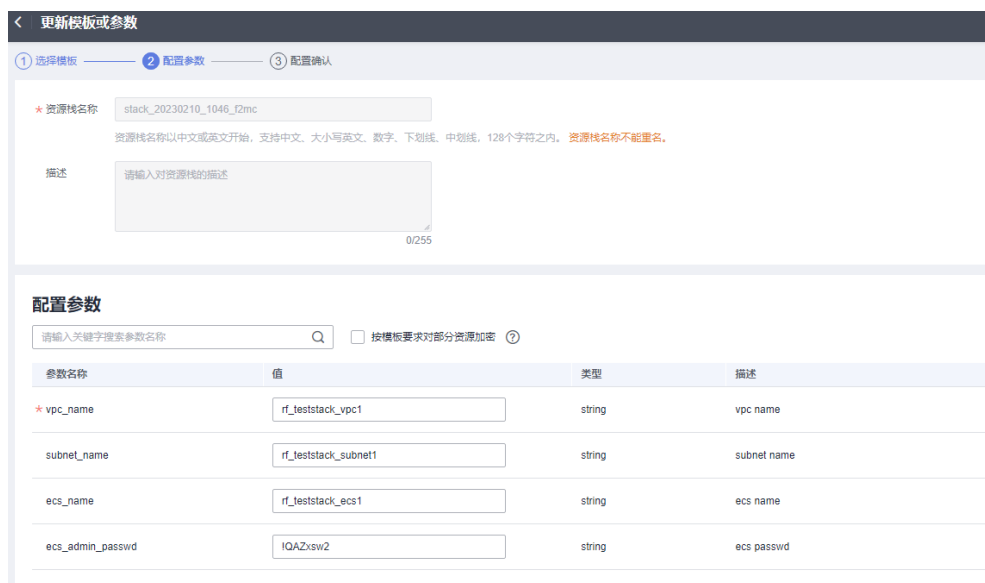 更新模板或参数
1 选择模板 2 配置参数 3 配置确认
* 资源栈名称 stack_20230210_1046_f2mc
资源栈名称以中文或英文开始，支持中文、大小写英文、数字、下划线、中划线，128个字符之内。 资源栈名称不能重名。
描述 请输入对资源栈的描述
0/255
配置参数
请输入关键字搜索参数名称 按模板要求对部分资源加密 ?
参数名称 值 类型 描述
* vpc_name rf_teststack_vpc1 string vpc name
subnet_name rf_teststack_subnet1 string subnet name
ecs_name rf_teststack_ecs1 string ecs name
ecs_admin_passwd !QAZxsw2 string ecs passwd